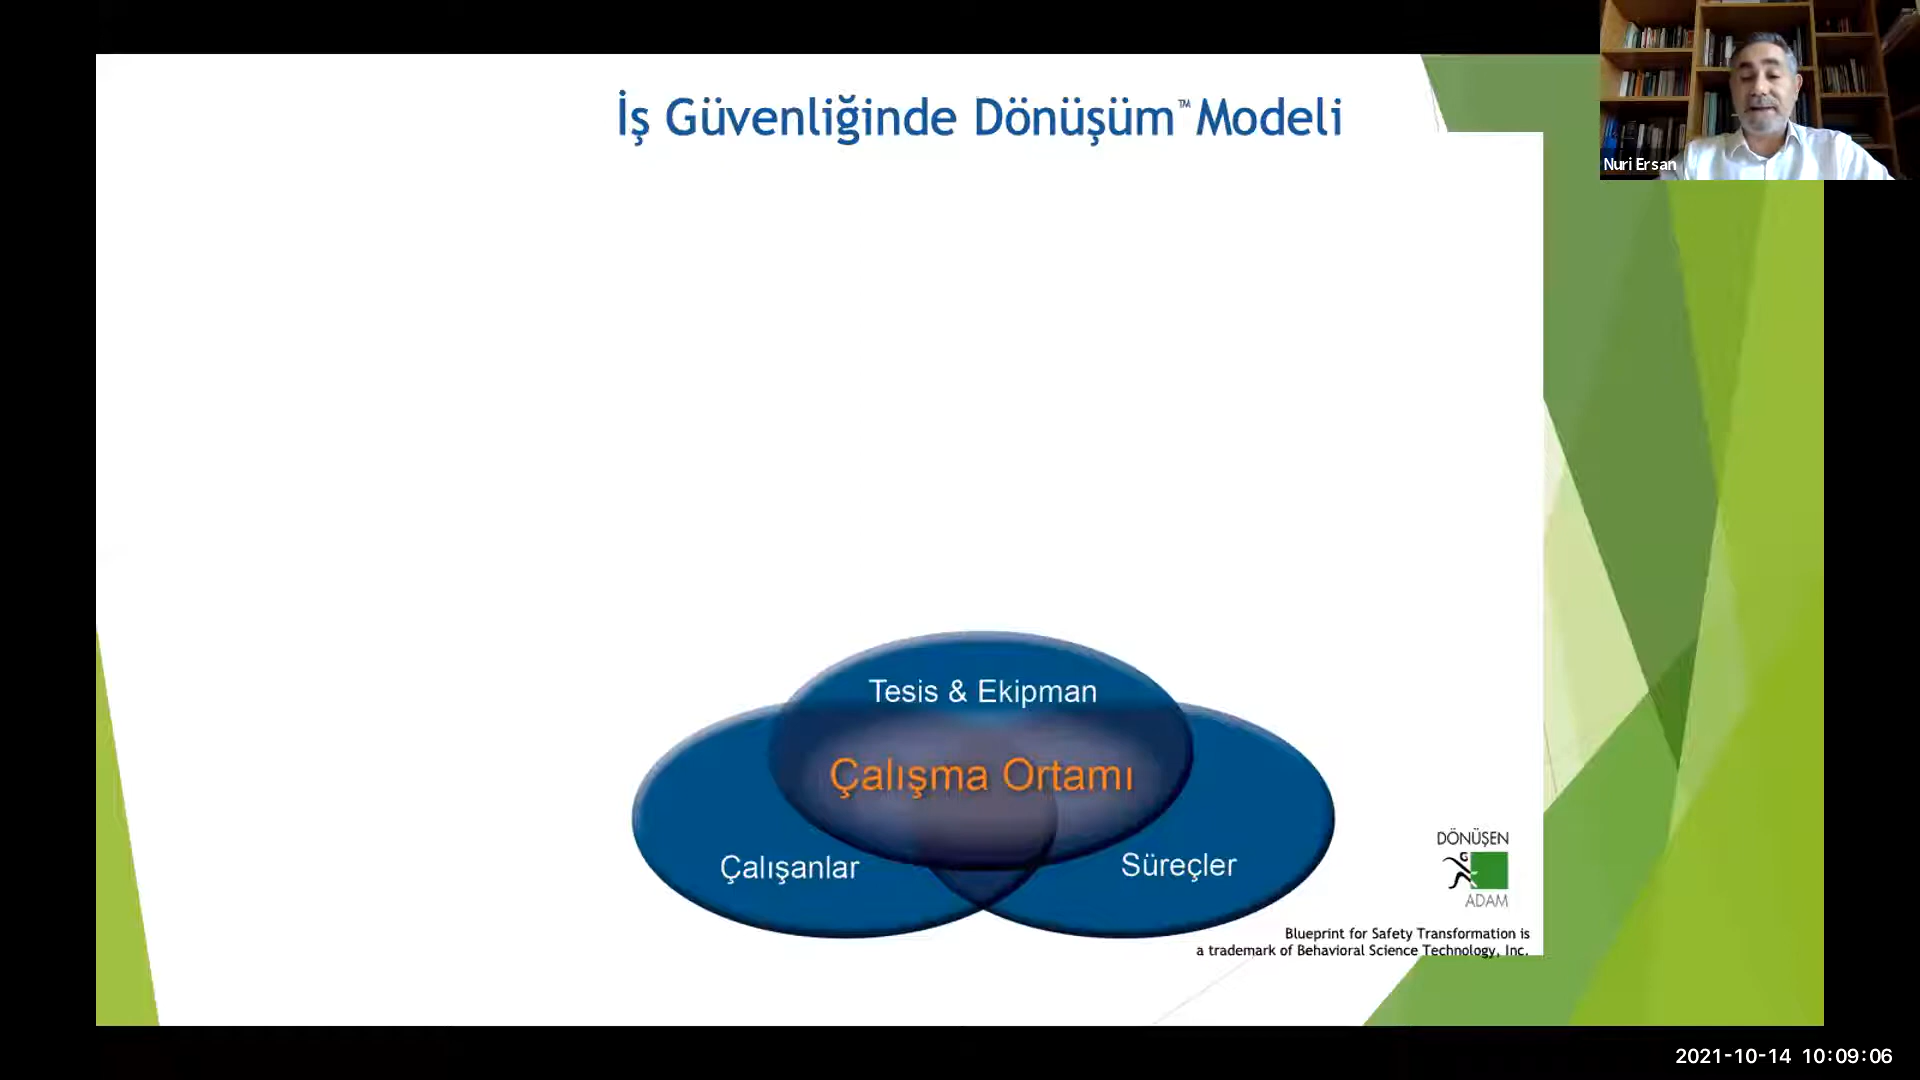 İş Güvenliğinde Dönüşüm™ Modeli
Nuri Ersan
Tesis & Ekipman
Çalışma Ortamı
Çalışanlar
Süreçler
DÖNÜŞEN
G
ADAM
Blueprint for Safety Transformation is
a trademark of Behavioral Science Technology, Inc.
2021-10-14 10:09:06